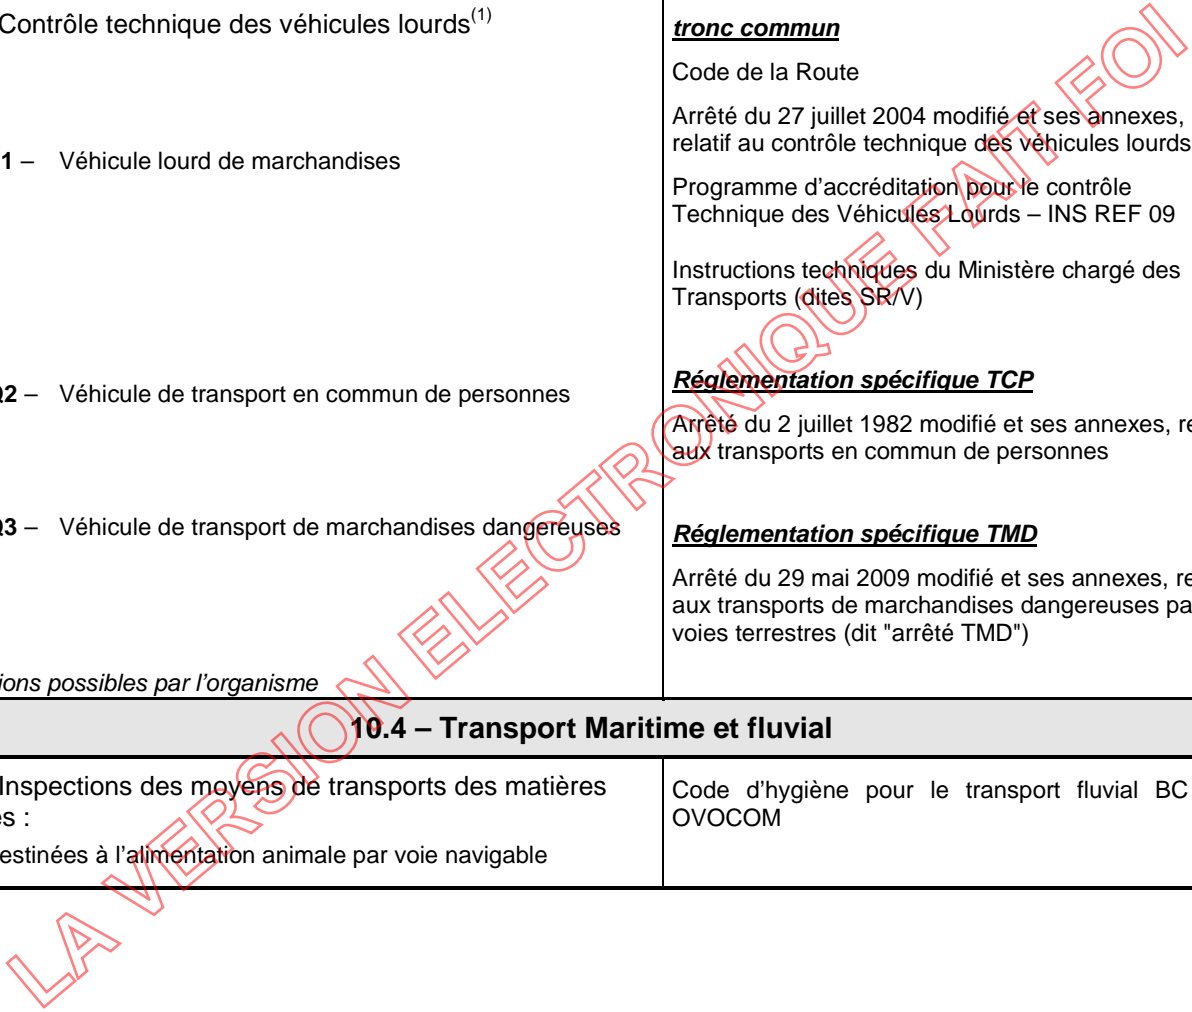 Contrôle technique des véhicules lourds(1)
1 – Véhicule lourd de marchandises
Q2 – Véhicule de transport en commun de personnes
Q3 – Véhicule de transport de marchandises dangereuses
ions possibles par l'organisme
tronc commun
Code de la Route
Arrêté du 27 juillet 2004 modifié et ses annexes,
relatif au contrôle technique des véhicules lourds
Programme d'accréditation pour le contrôle
Technique des Véhicules Lourds – INS REF 09
Instructions techniques du Ministère chargé des
Transports (dites SR/V)
Réglementation spécifique TCP
Arrêté du 2 juillet 1982 modifié et ses annexes, re
aux transports en commun de personnes
Réglementation spécifique TMD
Arrêté du 29 mai 2009 modifié et ses annexes, re
aux transports de marchandises dangereuses pa
voies terrestres (dit "arrêté TMD")
10.4 – Transport Maritime et fluvial
Inspections des moyens de transports des matières
es :
estinées à l'alimentation animale par voie navigable
Code d'hygiène pour le transport fluvial BC
OVOCOM
LA VERSION ELECTRONIQUE FAIT FOI